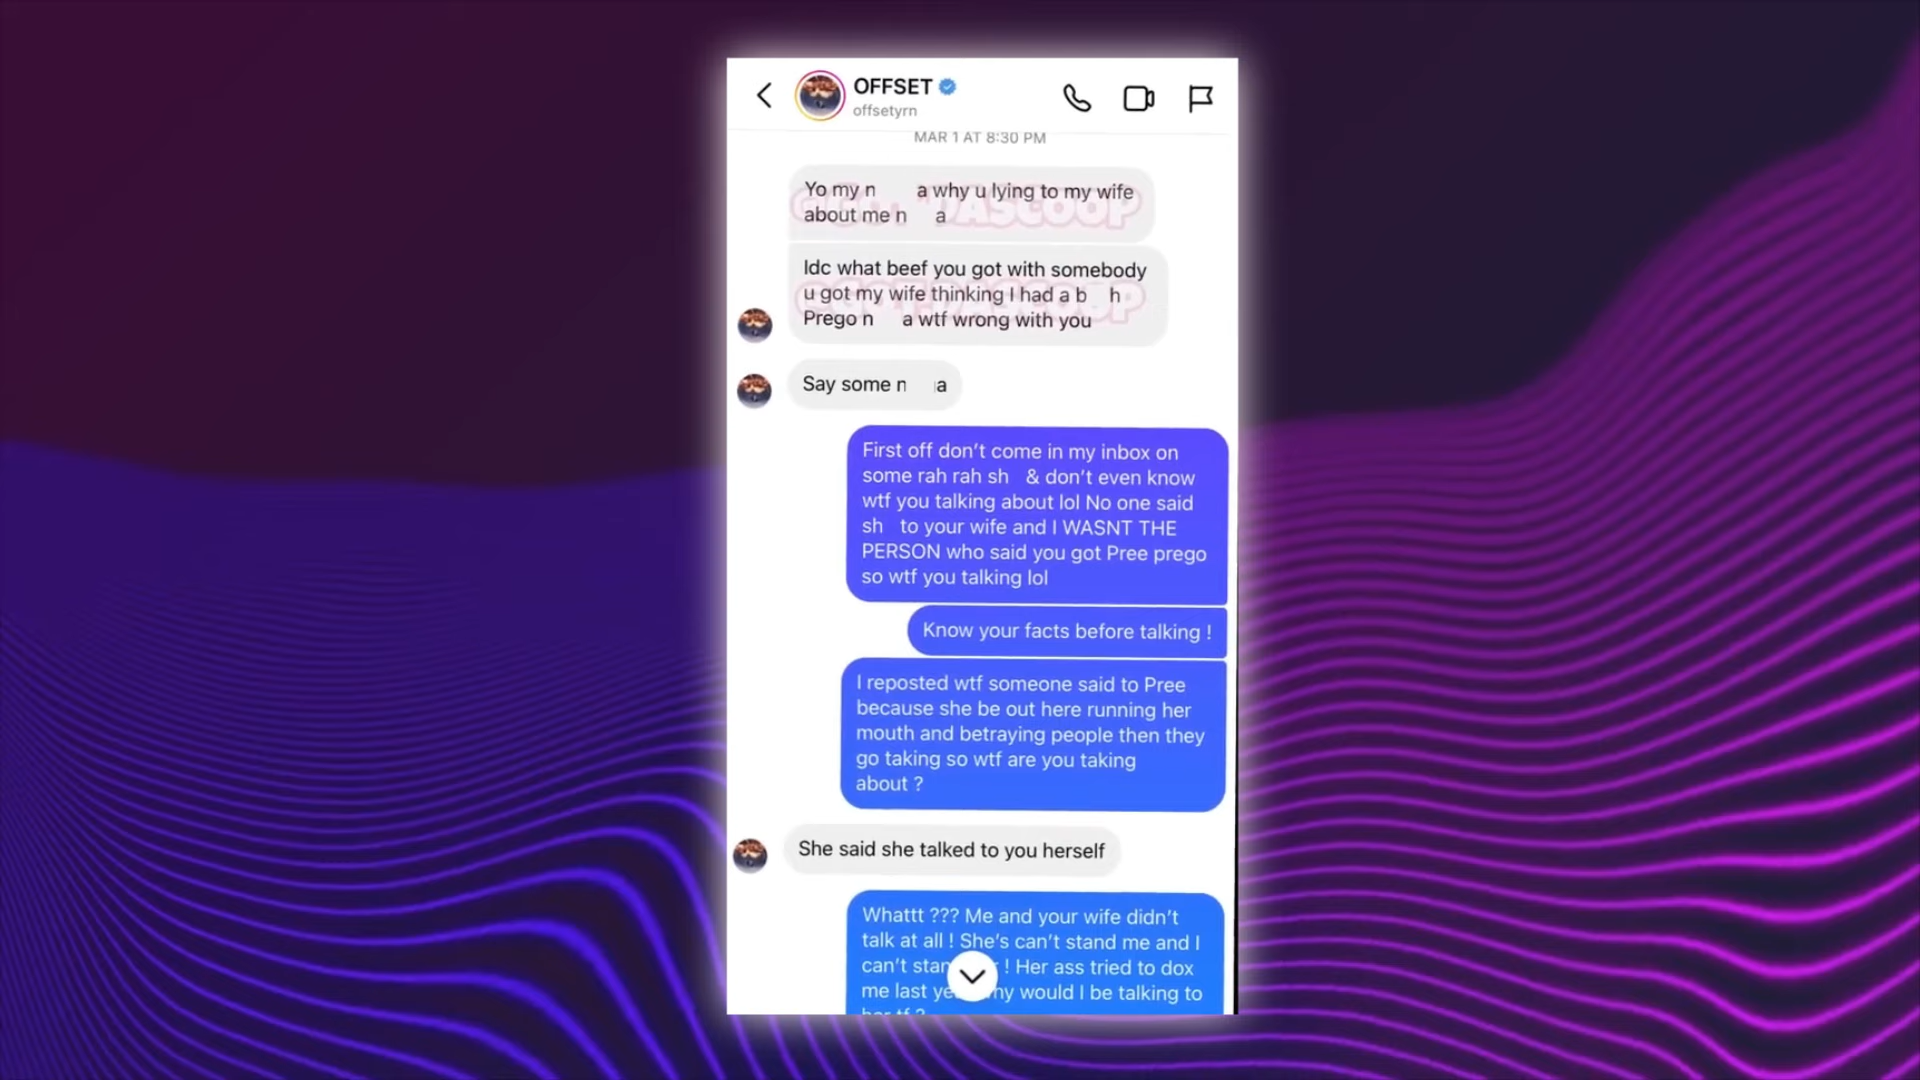 OFFSET
offsetyrn
MAR 1 AT 8:30 PM
Yo my n a why u lying to my wife
about me n a
Idc what beef you got with somebody
u got my wife thinking I had a b h
Prego n a wtf wrong with you
Say some n a
First off don't come in my inbox on
some rah rah sh & don't even know
wtf you talking about lol No one said
sh to your wife and I WASNT THE
PERSON who said you got Pree prego
so wtf you talking lol
Know your facts before talking !
I reposted wtf someone said to Pree
because she be out here running her
mouth and betraying people then they
go taking so wtf are you taking
about ?
She said she talked to you herself
Whattt ??? Me and your wife didn't
talk at all ! She's can't stand me and I
can't stan ! Her ass tried to dox
me last ye would I be talking to